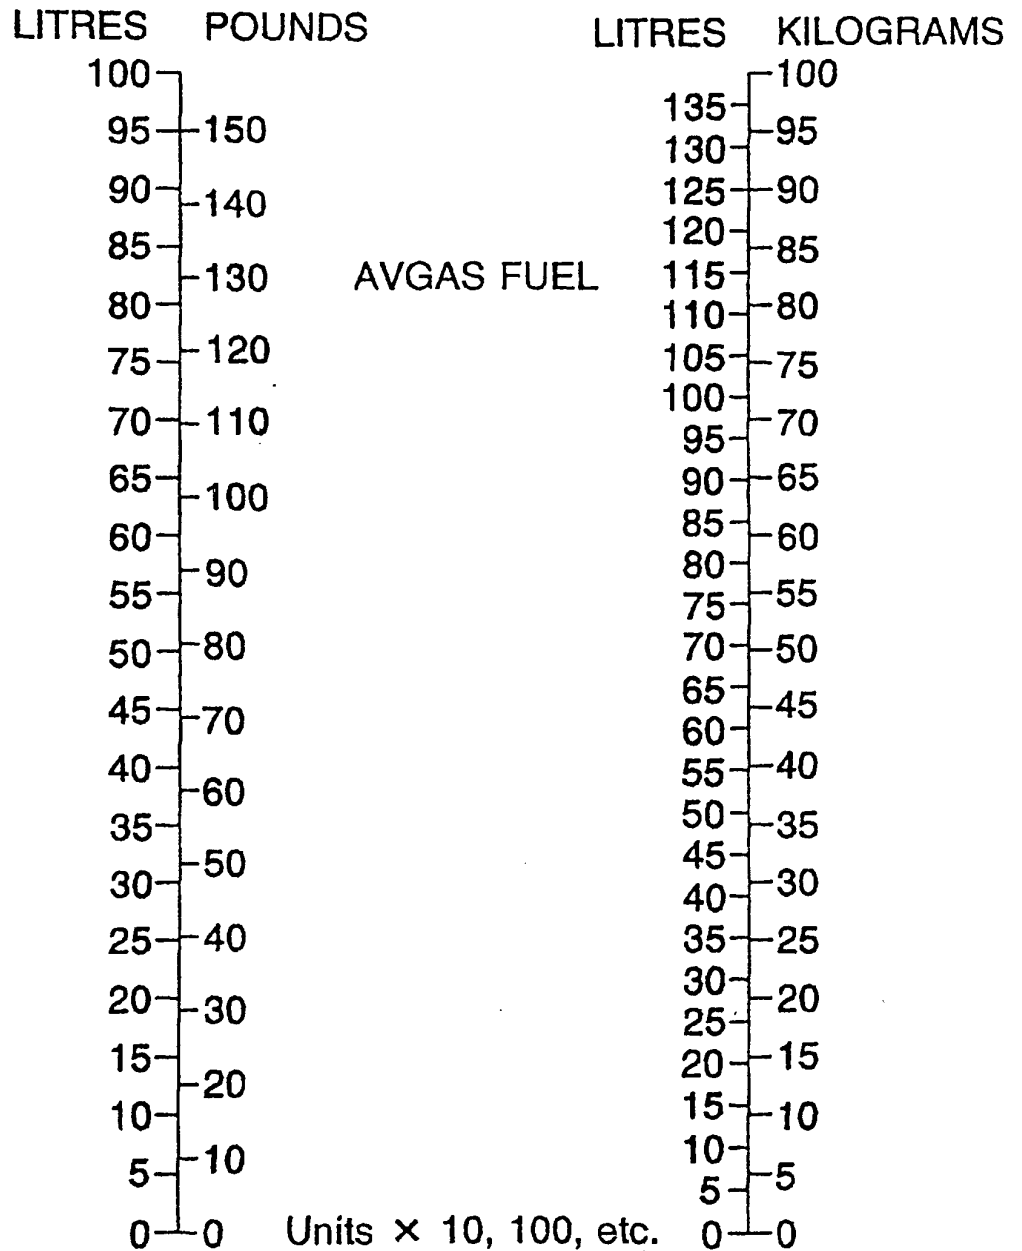 LITRES POUNDS LITRES KILOGRAMS
100 100
135
95 150 95
130
90 125 90
140
120
85 85
130 AVGAS FUEL 115
80 110 80
120
75 105 75
100
70 110 70
95
65 90 65
100
85
60 60
90 80
55 75 55
50 80 70 50
65
45 70 45
60
40 55 40
60
50
35 35
50 45
30 40 30
25 40 35 25
30
20 30 20
25
15 20 15
20
15
10 10
10 10
5 5
5
0 0 Units × 10, 100, etc. 0 0